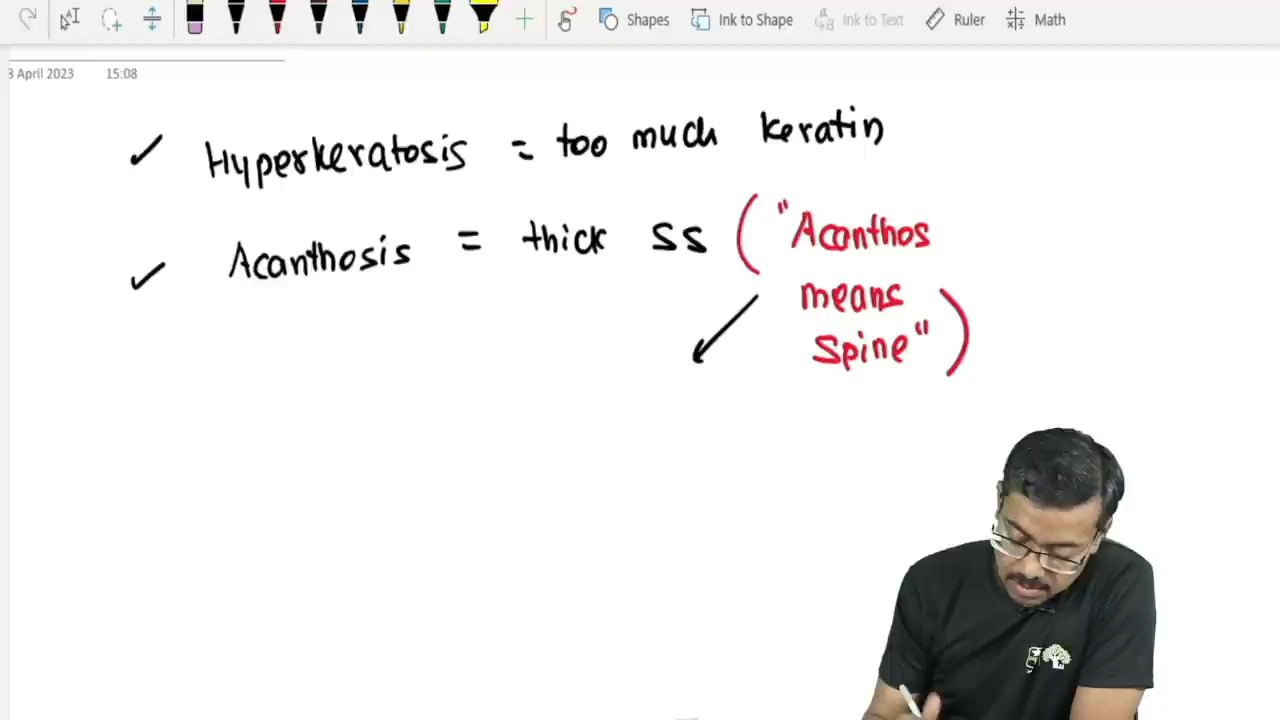 Shapes Ink to Shape Ink to Text Ruler Math
8 April 2023 15:08
Hyperkeratosis = too much keratin
Acanthosis = thick ss ("Acanthos
means
spine")